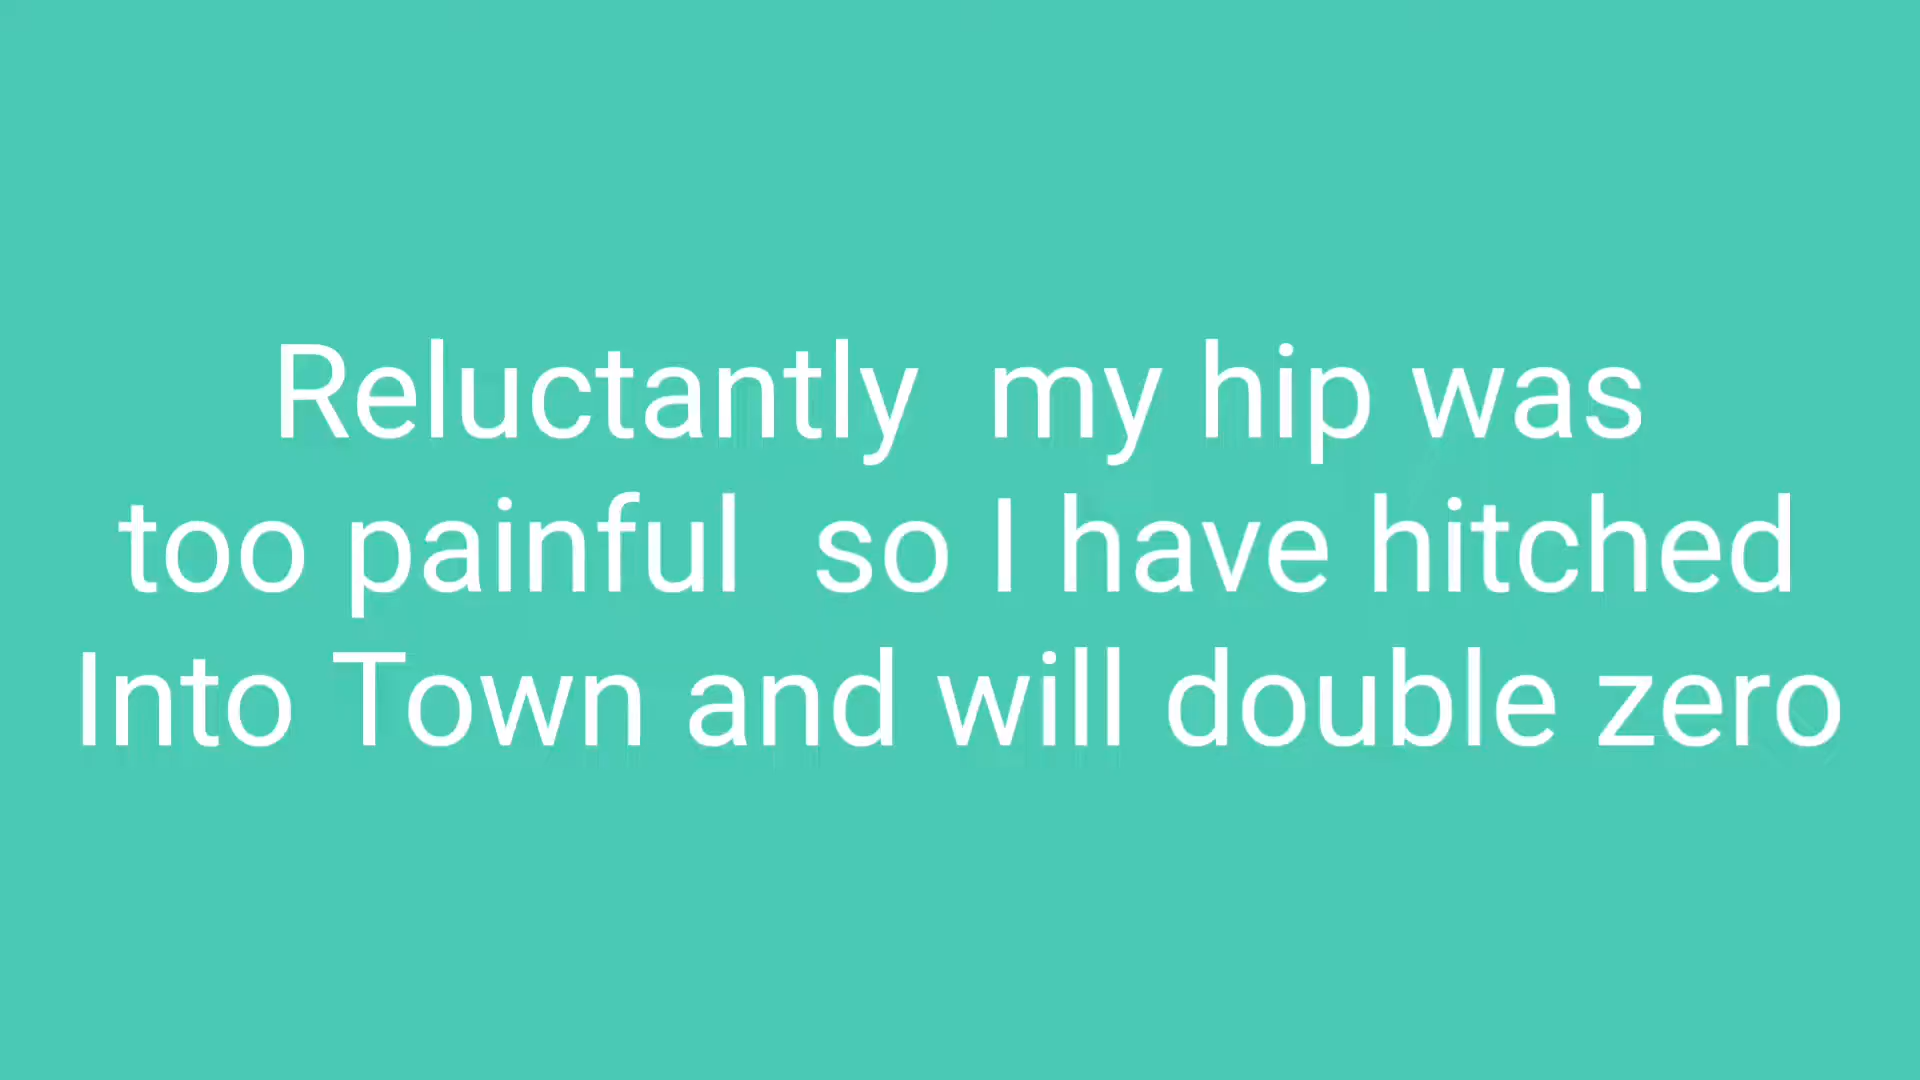 Reluctantly  my hip was
too painful  so I have hitched
Into Town and will double zero